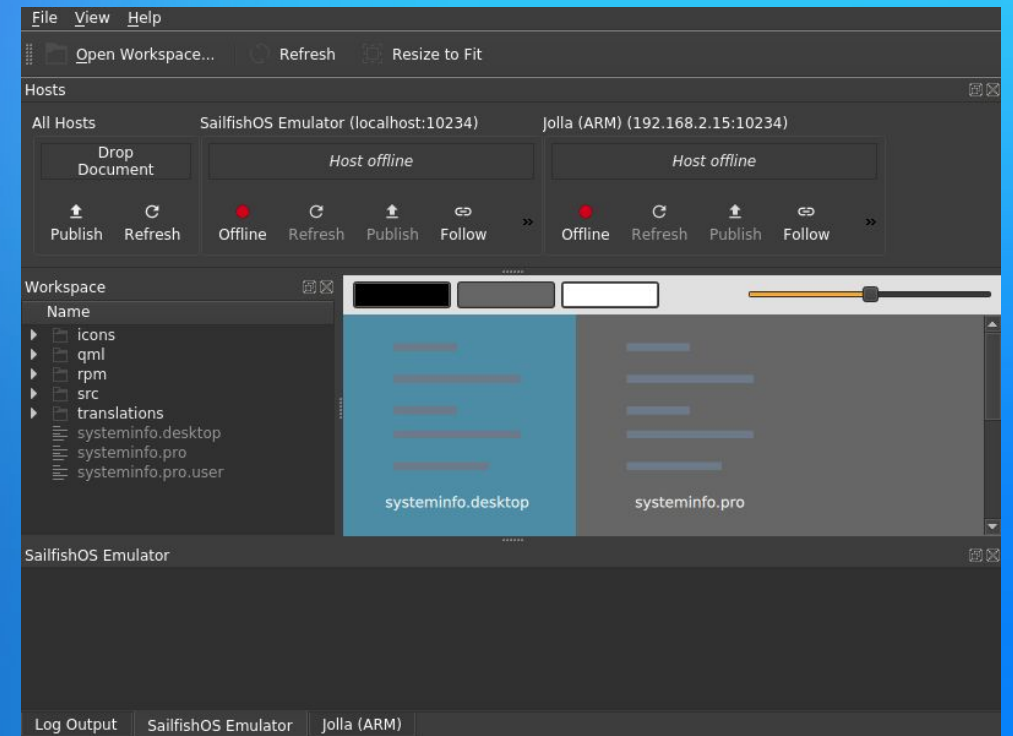 File View Help
Open Workspace... Refresh Resize to Fit
Hosts
All Hosts SailfishOS Emulator (localhost:10234) Jolla (ARM) (192.168.2.15:10234)
Drop
Document
Host offline Host offline
Publish Refresh Offline Refresh Publish Follow » Offline Refresh Publish Follow »
Workspace
Name
icons
qml
rpm
src
translations
systeminfo.desktop
systeminfo.pro
systeminfo.pro.user
systeminfo.desktop systeminfo.pro
SailfishOS Emulator
Log Output SailfishOS Emulator Jolla (ARM)